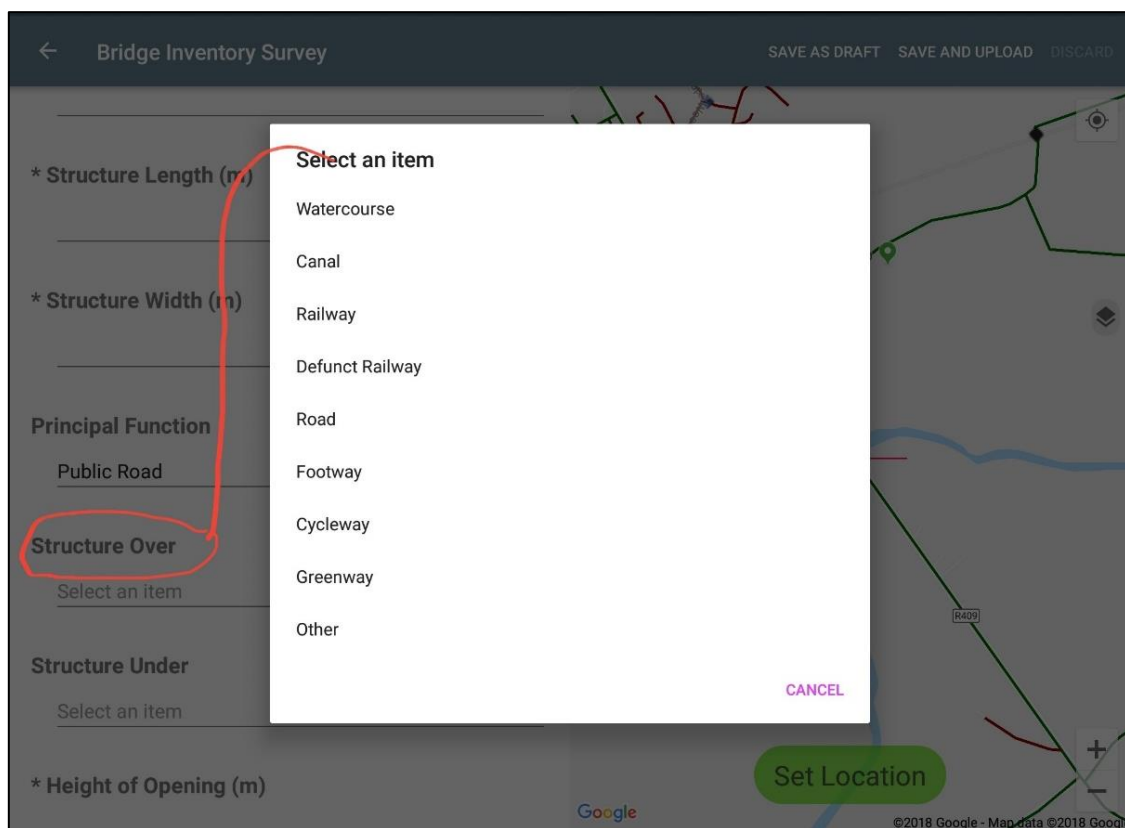 Bridge Inventory Survey
SAVE AS DRAFT SAVE AND UPLOAD DISCARD
* Structure Length (m)
* Structure Width (m)
Principal Function
Public Road
Structure Over
Select an item
Structure Under
Select an item
* Height of Opening (m)
Select an item
Watercourse
Canal
Railway
Defunct Railway
Road
Footway
Cycleway
Greenway
Other
CANCEL
R409
Set Location
Google
©2018 Google - Map data ©2018 Googl